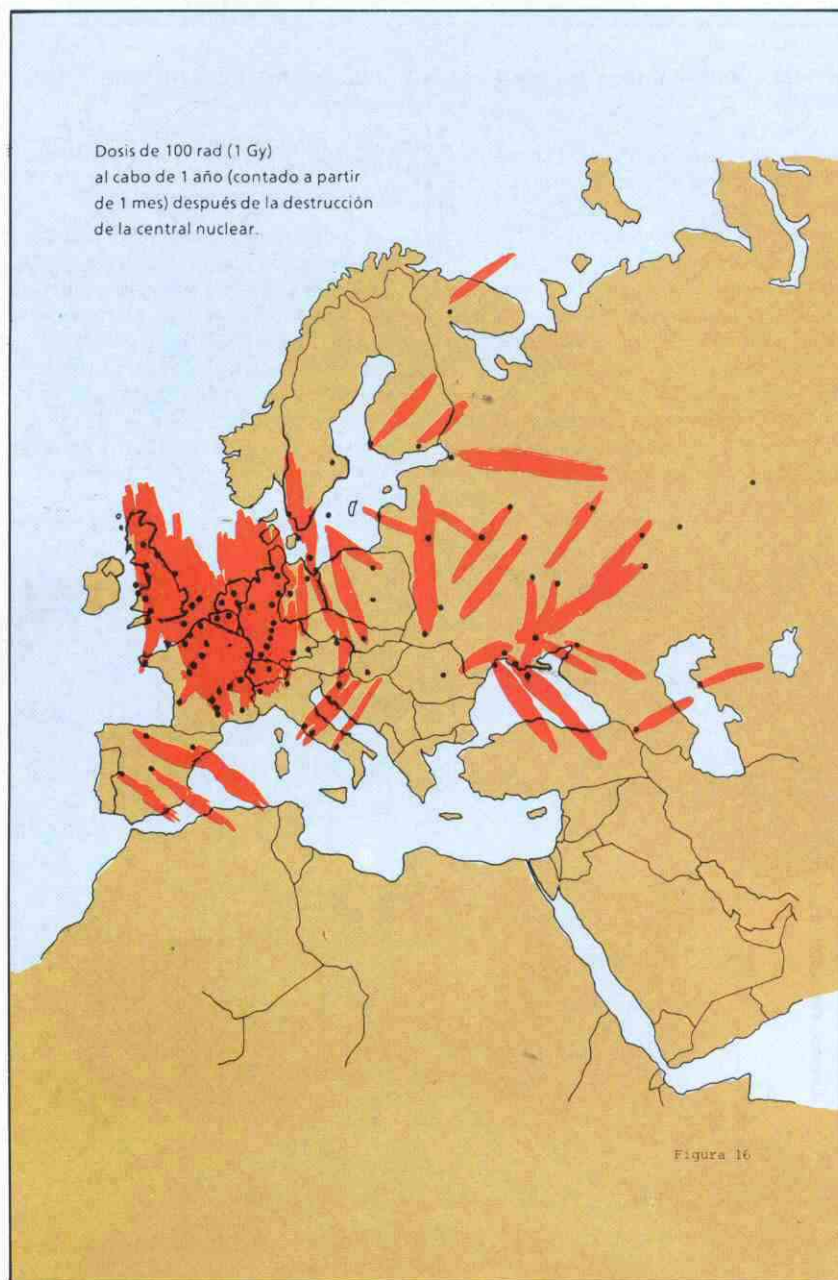 Dosis de 100 rad (1 Gy)
al cabo de 1 año (contado a partir
de 1 mes) después de la destrucción
de la central nuclear.
Figura 16